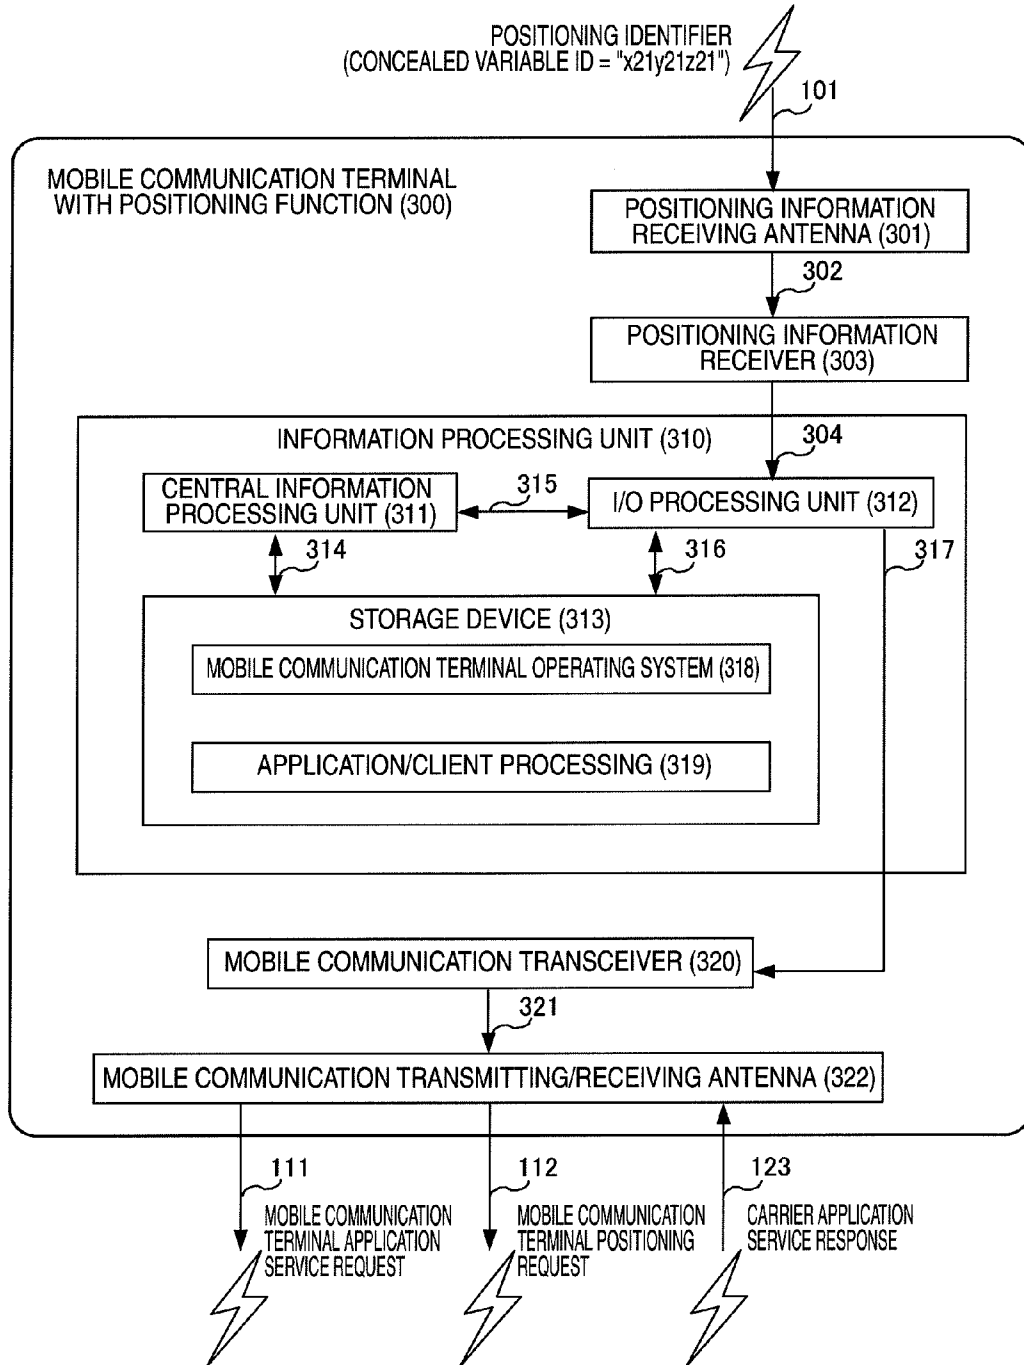 POSITIONING IDENTIFIER
(CONCEALED VARIABLE ID = "x21y21z21")
101
MOBILE COMMUNICATION TERMINAL
WITH POSITIONING FUNCTION (300)
POSITIONING INFORMATION
RECEIVING ANTENNA (301)
302
POSITIONING INFORMATION
RECEIVER (303)
INFORMATION PROCESSING UNIT (310)
304
CENTRAL INFORMATION
PROCESSING UNIT (311)
315
I/O PROCESSING UNIT (312)
314
316
317
STORAGE DEVICE (313)
MOBILE COMMUNICATION TERMINAL OPERATING SYSTEM (318)
APPLICATION/CLIENT PROCESSING (319)
MOBILE COMMUNICATION TRANSCEIVER (320)
321
MOBILE COMMUNICATION TRANSMITTING/RECEIVING ANTENNA (322)
111
MOBILE COMMUNICATION
TERMINAL APPLICATION
SERVICE REQUEST
112
MOBILE COMMUNICATION
TERMINAL POSITIONING
REQUEST
123
CARRIER APPLICATION
SERVICE RESPONSE